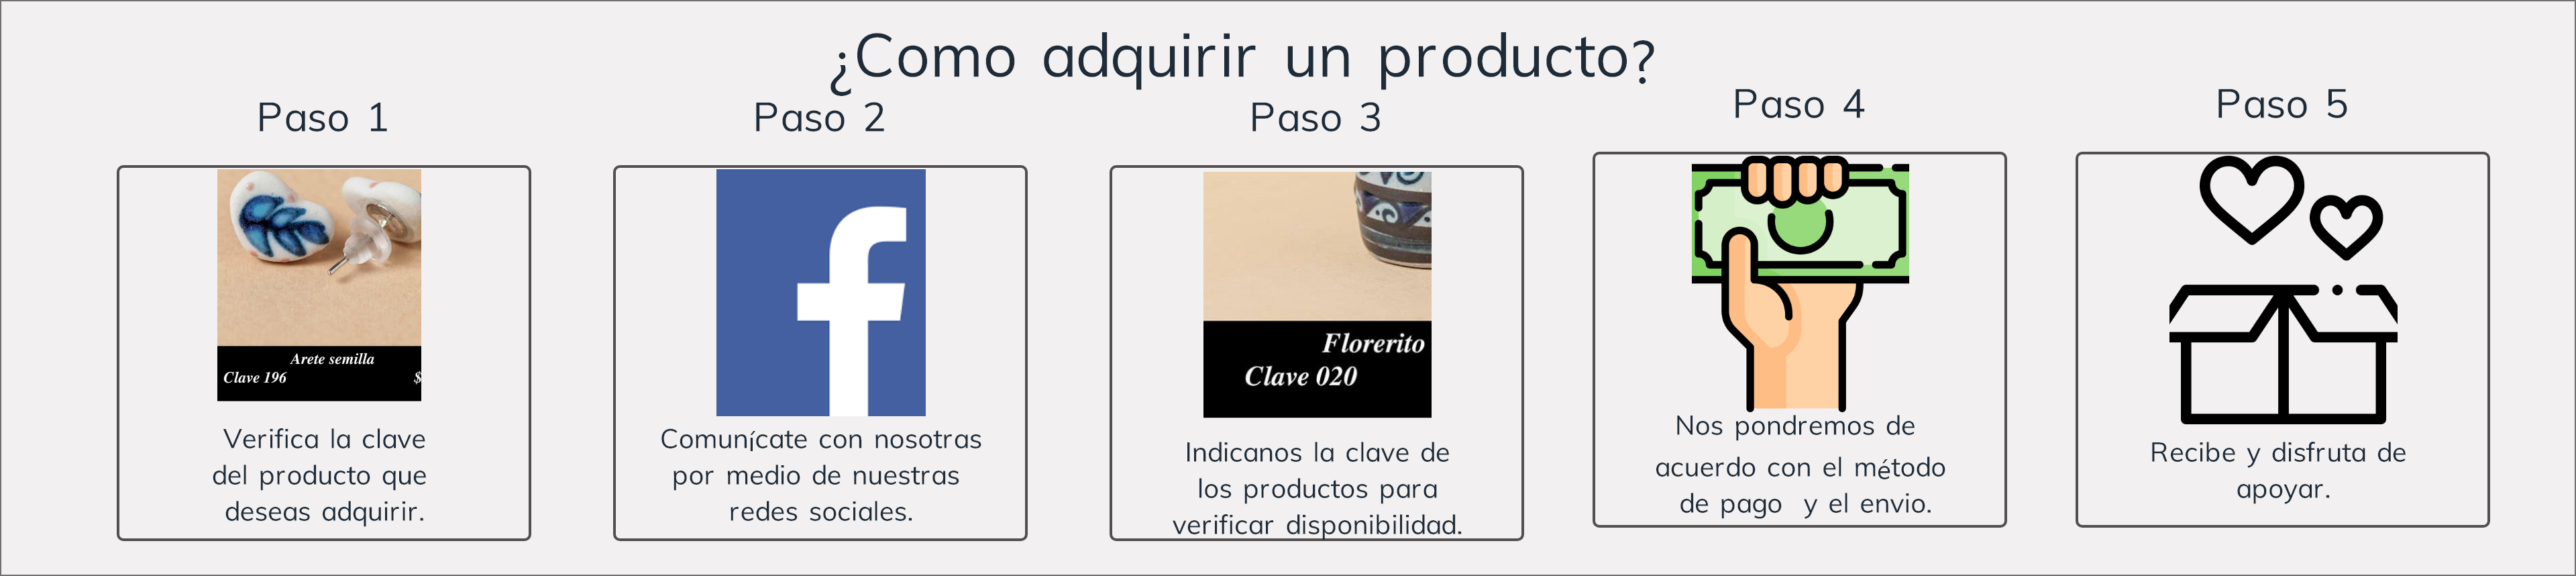 ¿Como adquirir un producto?
Paso 1
Arete semilla
Clave 196
$
Verifica la clave
del producto que
deseas adquirir.
Paso 2
f
Comunícate con nosotras
por medio de nuestras
redes sociales.
Paso 3
Florerito
Clave 020
Indicanos la clave de
los productos para
verificar disponibilidad.
Paso 4
Nos pondremos de
acuerdo con el método
de pago y el envio.
Paso 5
Recibe y disfruta de
apoyar.